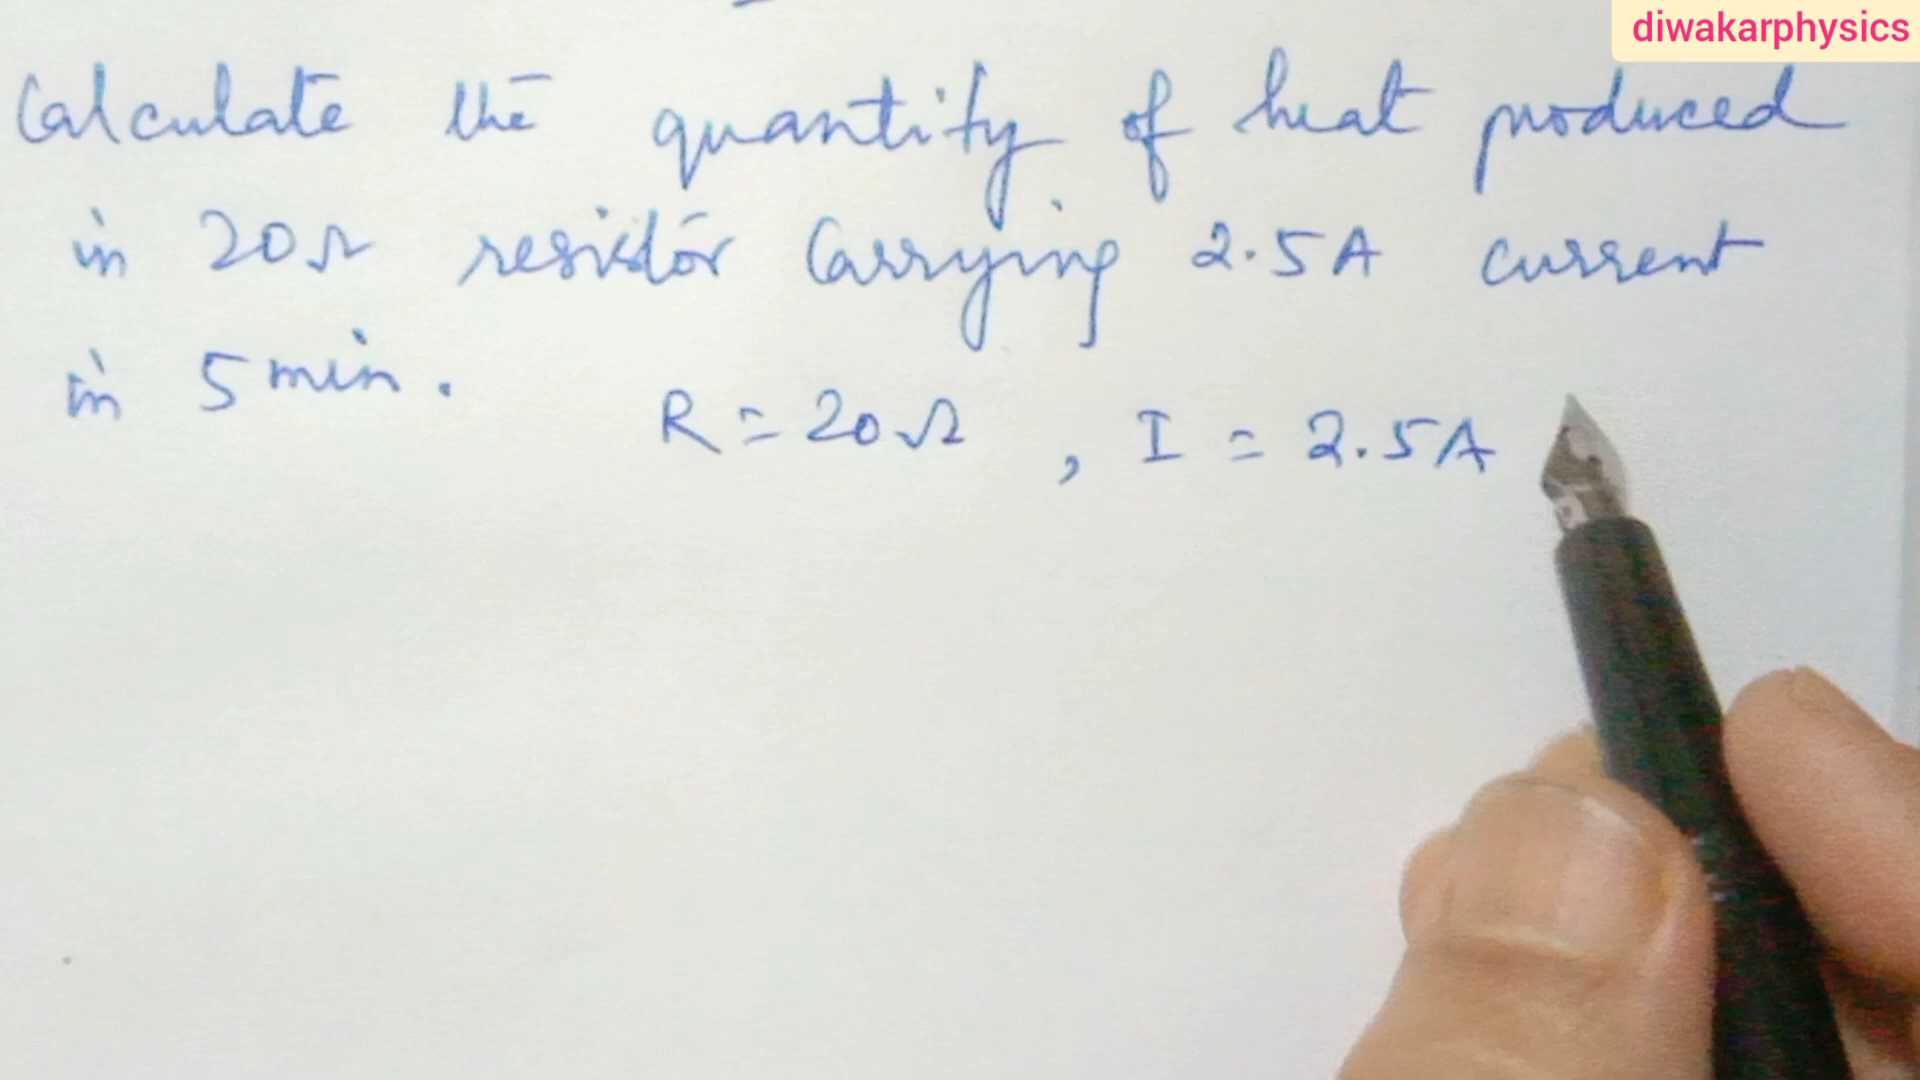 diwakarphysics
Calculate the quantity of heat produced
in 20Ω resistor Carrying 2.5A current
in 5 min.
R = 20Ω , I = 2.5A